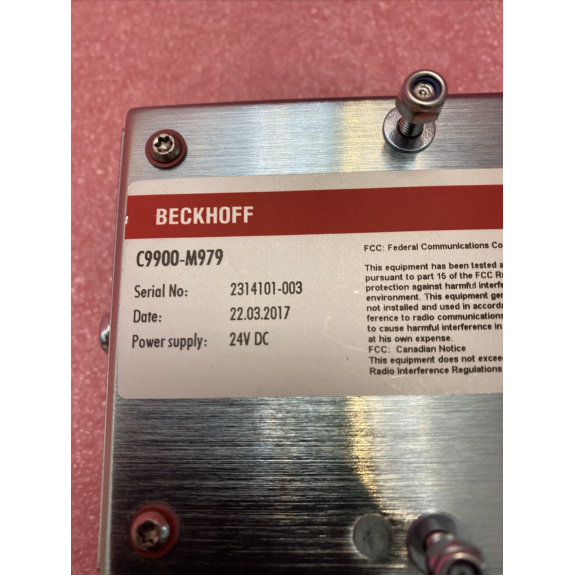 BECKHOFF
C9900-M979
Serial No: 2314101-003
Date: 22.03.2017
Power supply: 24V DC
FCC: Federal Communications Co
This equipment has been tested a
pursuant to part 15 of the FCC R
protection against harmful interfe
environment. This equipment gen
not installed and used in accorda
ference to radio communications
to cause harmful interference in
at his own expense.
FCC: Canadian Notice
This equipment does not excee
Radio Interference Regulations